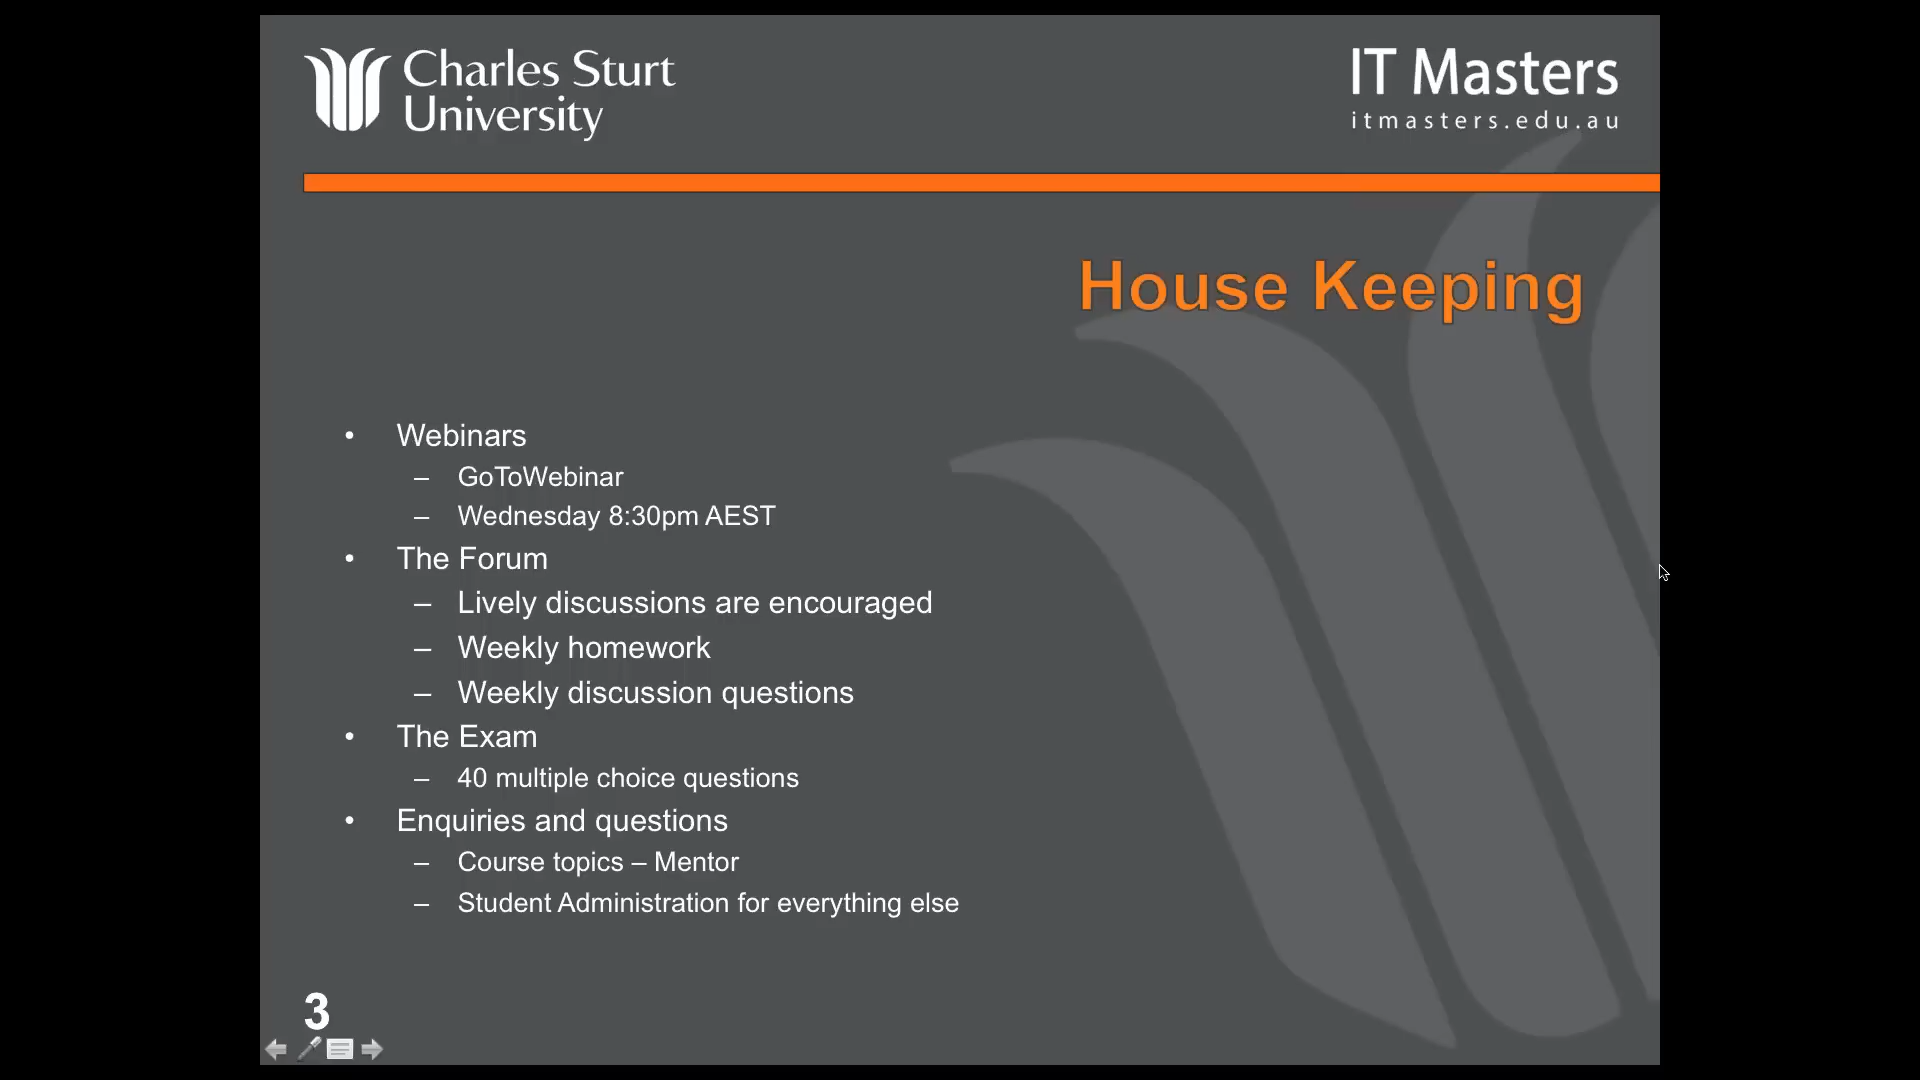 Charles Sturt
University
IT Masters
itmasters.edu.au
House Keeping
• Webinars
– GoToWebinar
– Wednesday 8:30pm AEST
• The Forum
– Lively discussions are encouraged
– Weekly homework
– Weekly discussion questions
• The Exam
– 40 multiple choice questions
• Enquiries and questions
– Course topics – Mentor
– Student Administration for everything else
3